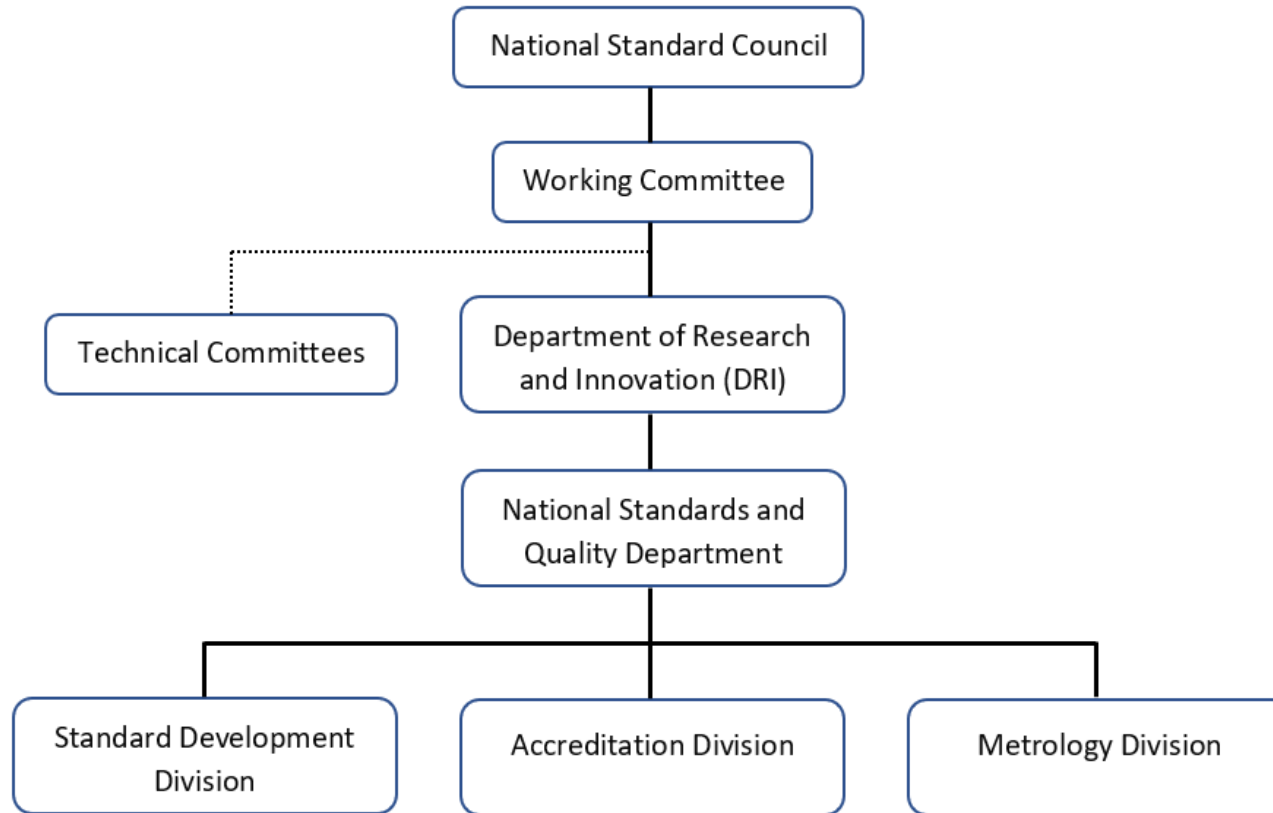 National Standard Council
Working Committee
Technical Committees
Department of Research
and Innovation (DRI)
National Standards and
Quality Department
Standard Development
Division
Accreditation Division
Metrology Division